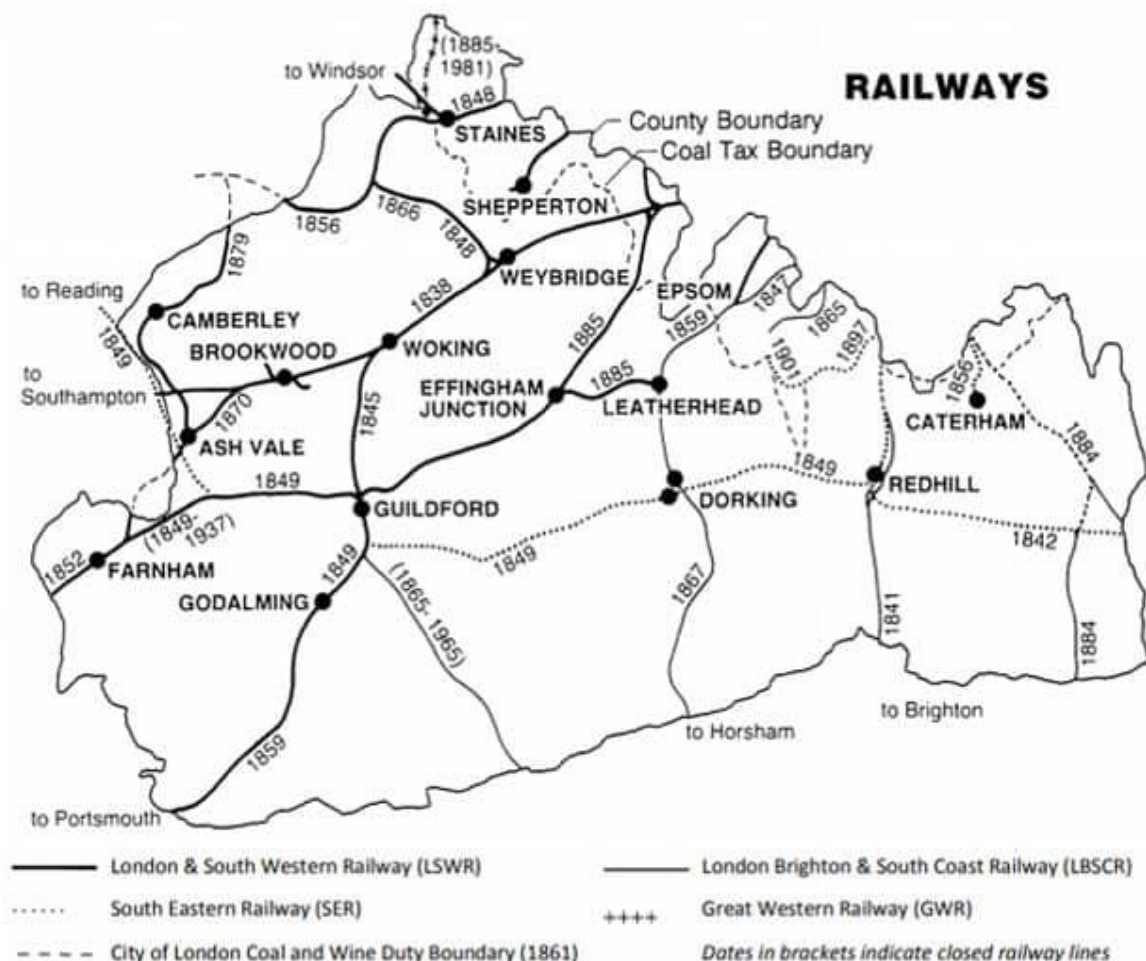 (1885-
1981)
to Windsor
RAILWAYS
1848
STAINES
County Boundary
Coal Tax Boundary
SHEPPERTON
1856
1866
1848
1879
WEYBRIDGE
EPSOM
to Reading
1838
1847
CAMBERLEY
1859
1865
1849
BROOKWOOD
WOKING
1885
1901
1897
to
Southampton
EFFINGHAM
JUNCTION
1885
LEATHERHEAD
1856
CATERHAM
1870
1845
ASH VALE
1884
1849
1849
GUILDFORD
DORKING
REDHILL
(1849-
1937)
1849
1842
1852
FARNHAM
1849
GODALMING
(1865-1965)
1867
1841
1884
to Brighton
to Horsham
1859
to Portsmouth
London & South Western Railway (LSWR)
London Brighton & South Coast Railway (LBSCR)
South Eastern Railway (SER)
Great Western Railway (GWR)
City of London Coal and Wine Duty Boundary (1861)
Dates in brackets indicate closed railway lines